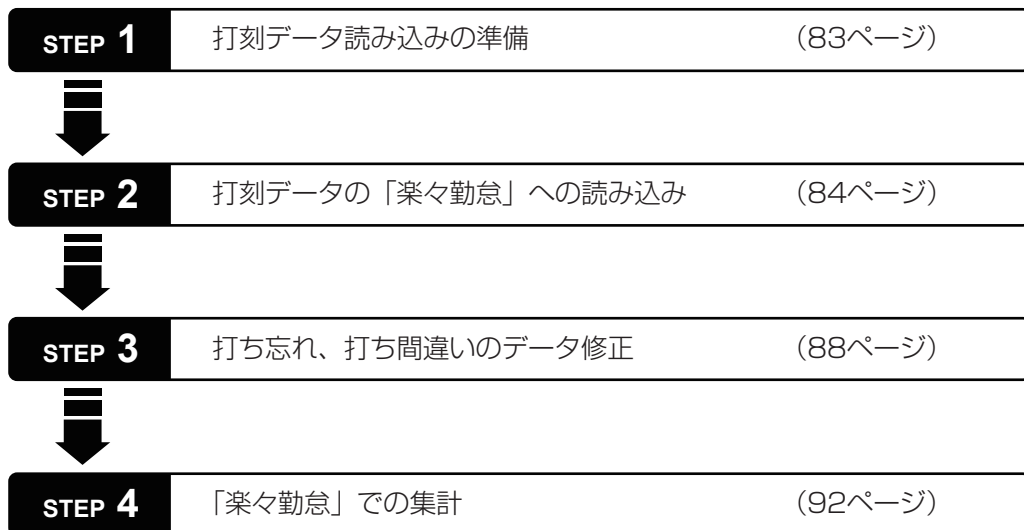 STEP 1 打刻データ読み込みの準備 (83ページ)
STEP 2 打刻データの「楽々勤怠」への読み込み (84ページ)
STEP 3 打ち忘れ、打ち間違いのデータ修正 (88ページ)
STEP 4 「楽々勤怠」での集計 (92ページ)